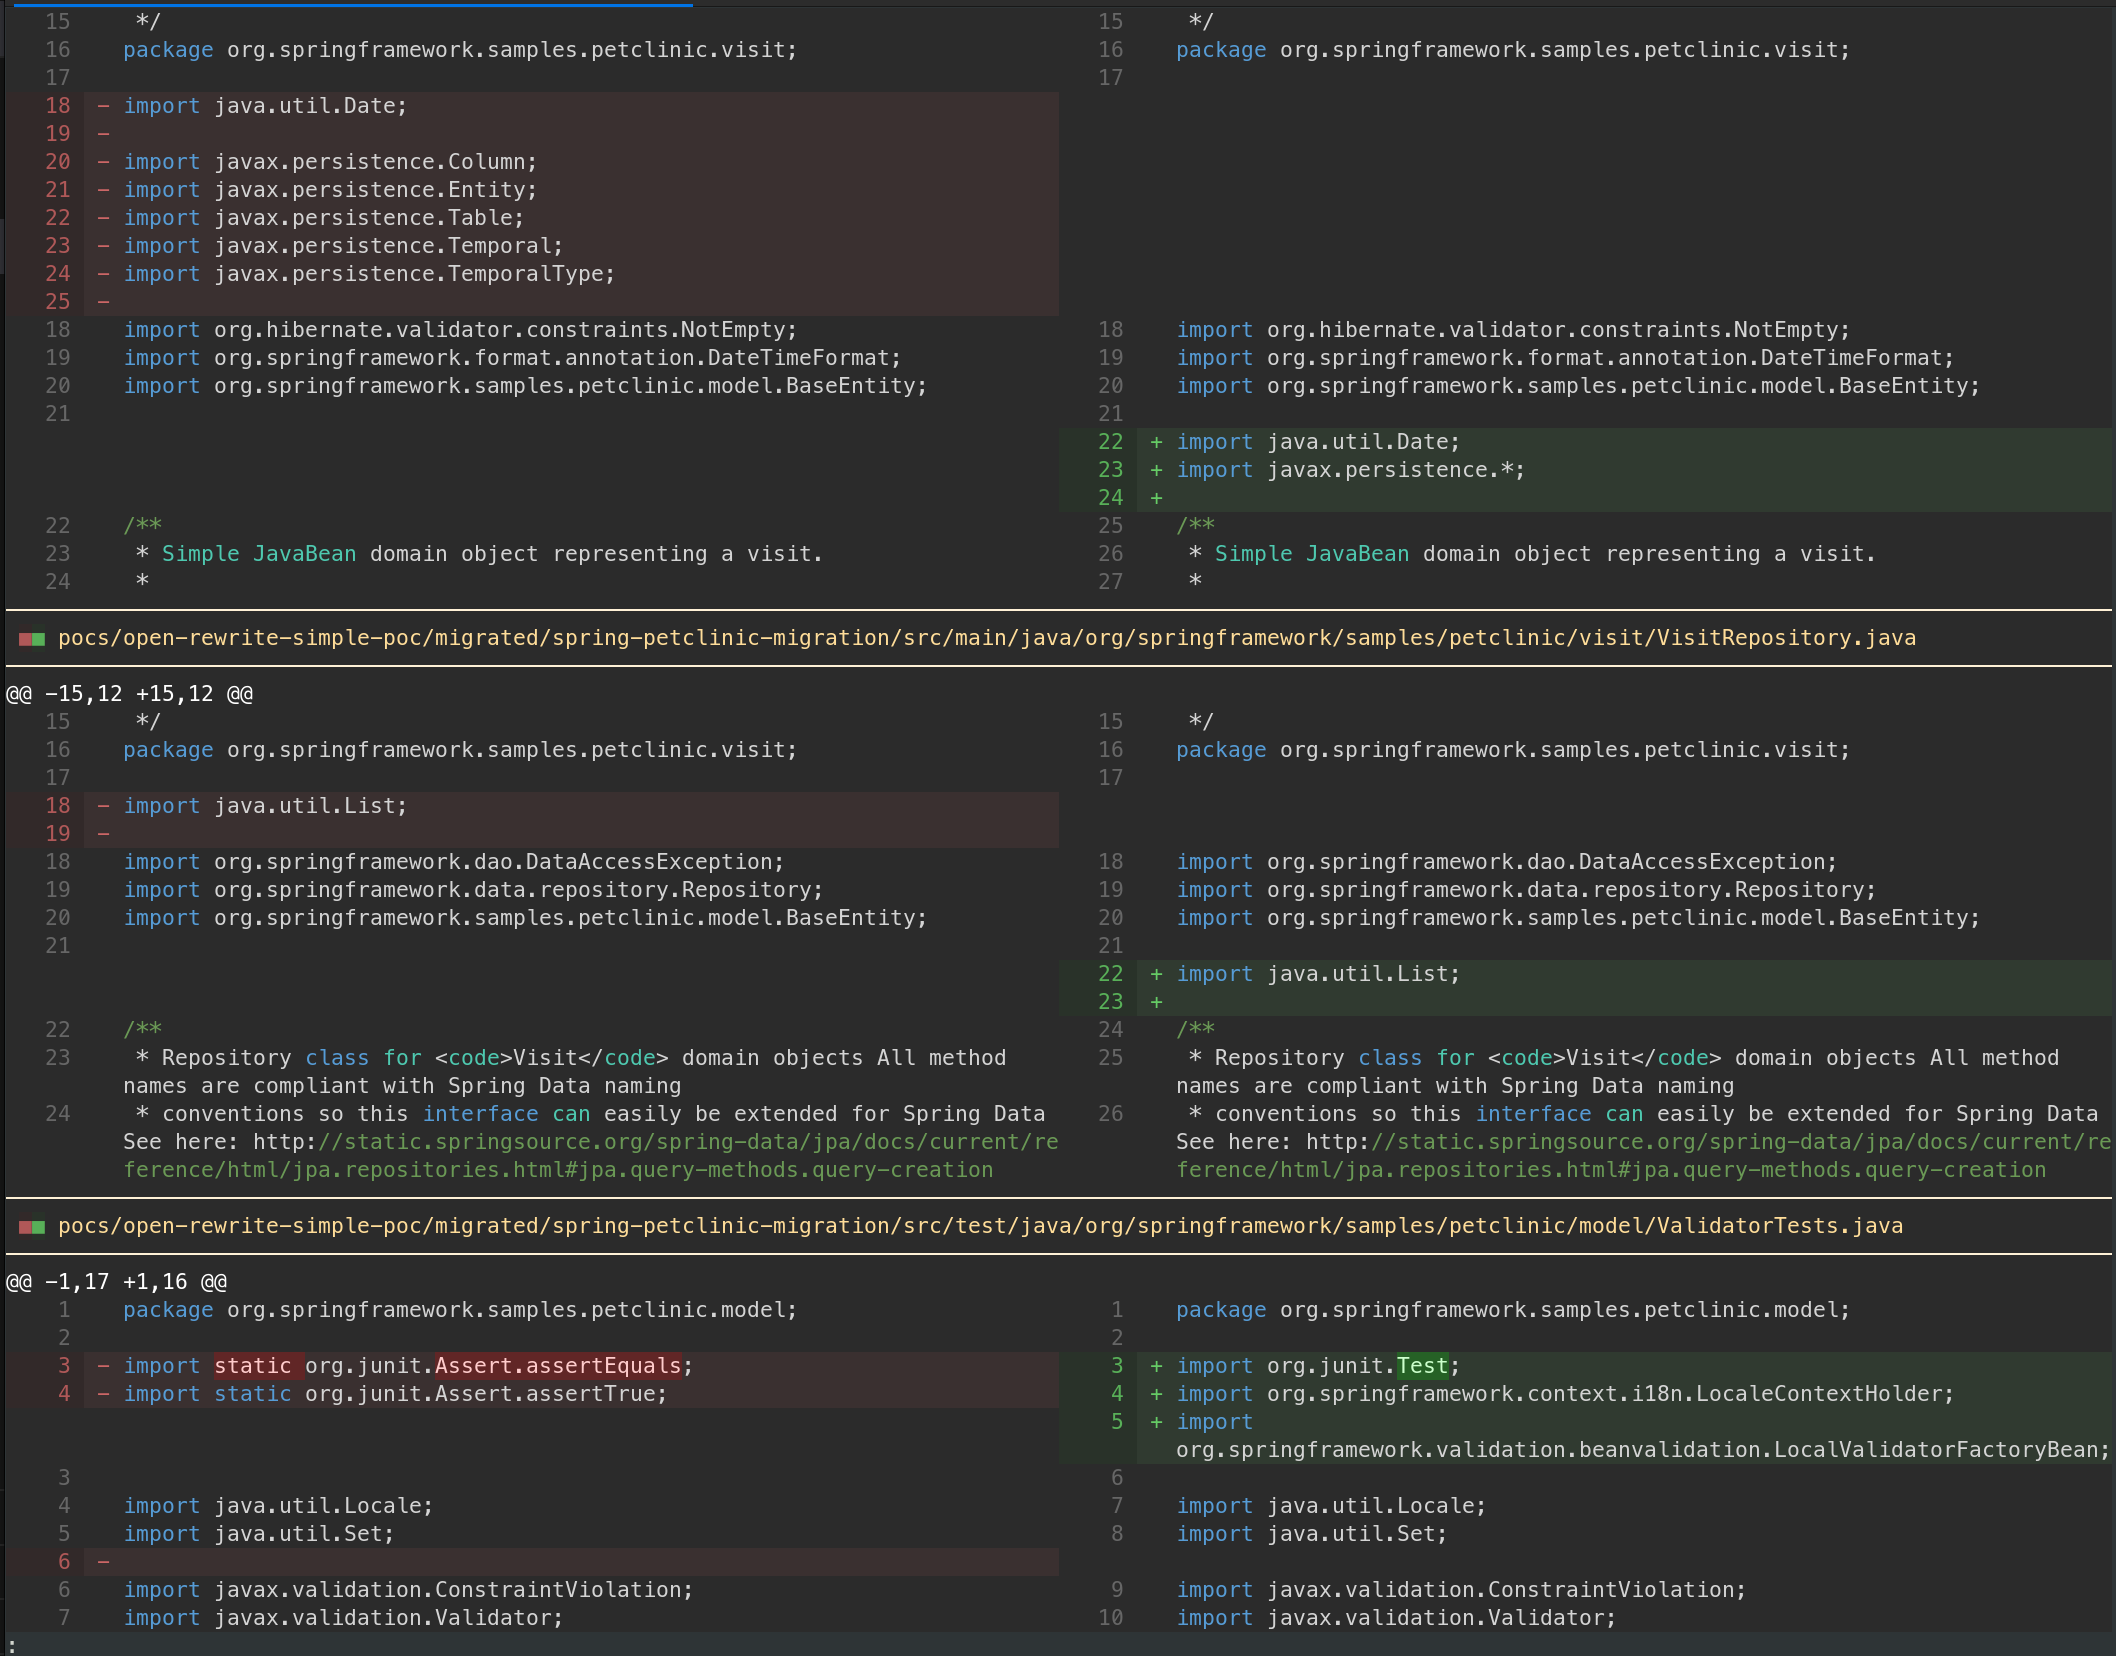 15 */ 15 */
16 package org.springframework.samples.petclinic.visit; 16 package org.springframework.samples.petclinic.visit;
17 17
18 - import java.util.Date;
19 -
20 - import javax.persistence.Column;
21 - import javax.persistence.Entity;
22 - import javax.persistence.Table;
23 - import javax.persistence.Temporal;
24 - import javax.persistence.TemporalType;
25 -
18 import org.hibernate.validator.constraints.NotEmpty; 18 import org.hibernate.validator.constraints.NotEmpty;
19 import org.springframework.format.annotation.DateTimeFormat; 19 import org.springframework.format.annotation.DateTimeFormat;
20 import org.springframework.samples.petclinic.model.BaseEntity; 20 import org.springframework.samples.petclinic.model.BaseEntity;
21 21
22 + import java.util.Date;
23 + import javax.persistence.*;
24 +
22 /** 25 /**
23 * Simple JavaBean domain object representing a visit. 26 * Simple JavaBean domain object representing a visit.
24 * 27 *
pocs/open-rewrite-simple-poc/migrated/spring-petclinic-migration/src/main/java/org/springframework/samples/petclinic/visit/VisitRepository.java
@@ -15,12 +15,12 @@
15 */ 15 */
16 package org.springframework.samples.petclinic.visit; 16 package org.springframework.samples.petclinic.visit;
17 17
18 - import java.util.List;
19 -
18 import org.springframework.dao.DataAccessException; 18 import org.springframework.dao.DataAccessException;
19 import org.springframework.data.repository.Repository; 19 import org.springframework.data.repository.Repository;
20 import org.springframework.samples.petclinic.model.BaseEntity; 20 import org.springframework.samples.petclinic.model.BaseEntity;
21 21
22 + import java.util.List;
23 +
22 /** 24 /**
23 * Repository class for <code>Visit</code> domain objects All method 25 * Repository class for <code>Visit</code> domain objects All method
names are compliant with Spring Data naming names are compliant with Spring Data naming
24 * conventions so this interface can easily be extended for Spring Data 26 * conventions so this interface can easily be extended for Spring Data
See here: http://static.springsource.org/spring-data/jpa/docs/current/re See here: http://static.springsource.org/spring-data/jpa/docs/current/re
ference/html/jpa.repositories.html#jpa.query-methods.query-creation ference/html/jpa.repositories.html#jpa.query-methods.query-creation
pocs/open-rewrite-simple-poc/migrated/spring-petclinic-migration/src/test/java/org/springframework/samples/petclinic/model/ValidatorTests.java
@@ -1,17 +1,16 @@
1 package org.springframework.samples.petclinic.model; 1 package org.springframework.samples.petclinic.model;
2 2
3 - import static org.junit.Assert.assertEquals; 3 + import org.junit.Test;
4 - import static org.junit.Assert.assertTrue; 4 + import org.springframework.context.i18n.LocaleContextHolder;
5 + import
org.springframework.validation.beanvalidation.LocalValidatorFactoryBean;
3 6
4 import java.util.Locale; 7 import java.util.Locale;
5 import java.util.Set; 8 import java.util.Set;
6 -
6 import javax.validation.ConstraintViolation; 9 import javax.validation.ConstraintViolation;
7 import javax.validation.Validator; 10 import javax.validation.Validator;
: